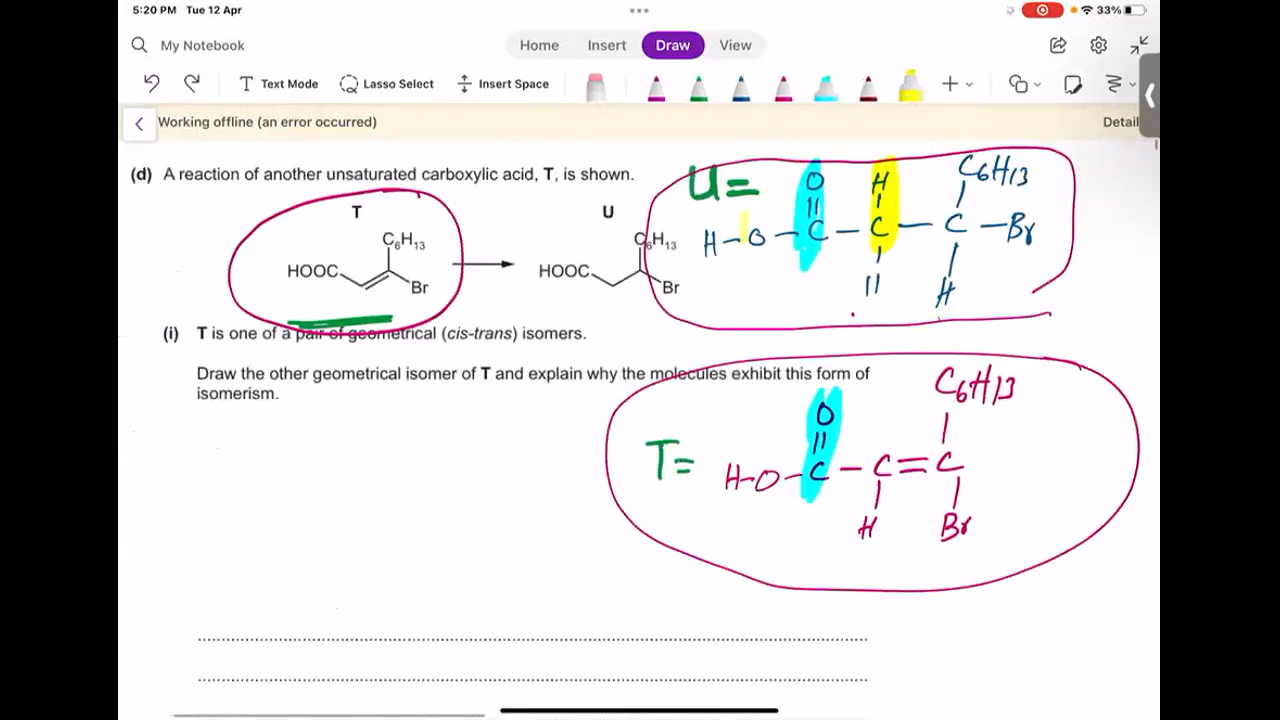 5:20 PM Tue 12 Apr
33%
My Notebook
Home Insert Draw View
Text Mode Lasso Select Insert Space
Working offline (an error occurred)
Detail
(d) A reaction of another unsaturated carboxylic acid, T, is shown.
T
C6H13
HOOC
Br
U
C6H13
HOOC
Br
U=
O
H
C6H13
H-O-C-C-C-Br
H
H
(i) T is one of a pair of geometrical (cis-trans) isomers.
Draw the other geometrical isomer of T and explain why the molecules exhibit this form of
isomerism.
T=
O
C6H13
H-O-C-C=C
H
Br